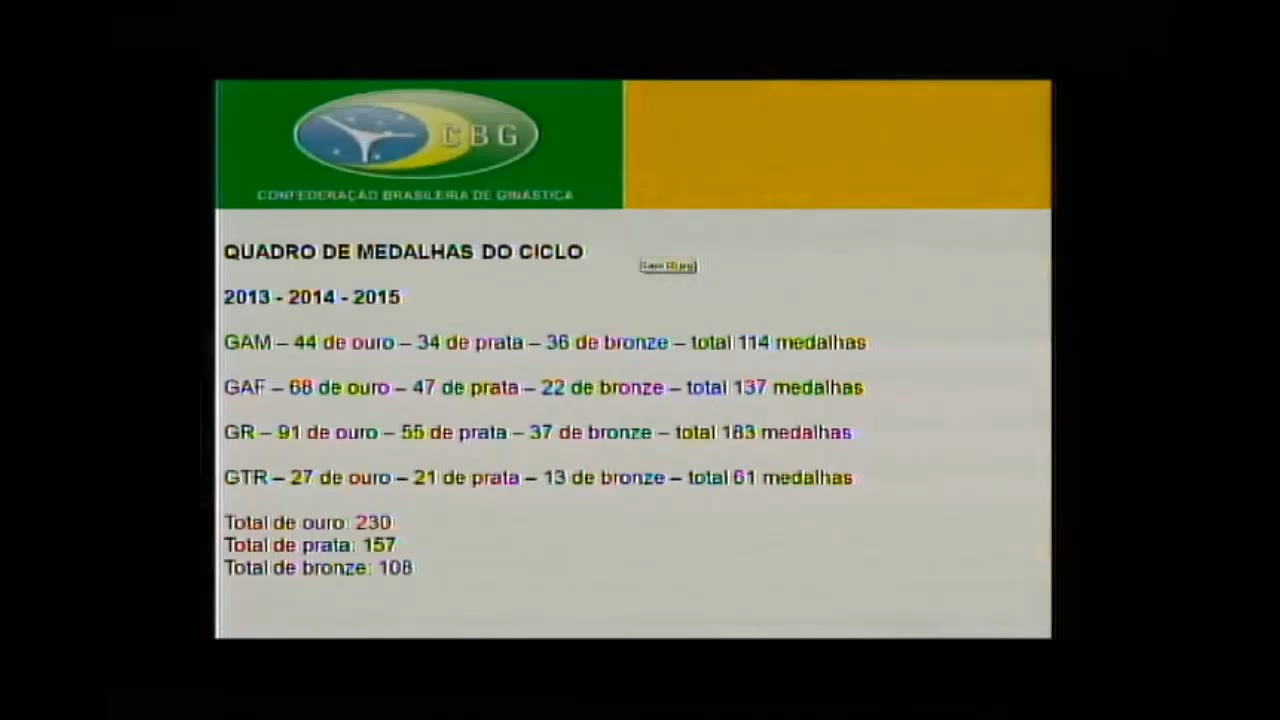 CBG
CONFEDERAÇÃO BRASILEIRA DE GINÁSTICA
QUADRO DE MEDALHAS DO CICLO
2013 - 2014 - 2015
GAM – 44 de ouro – 34 de prata – 36 de bronze – total 114 medalhas
GAF – 68 de ouro – 47 de prata – 22 de bronze – total 137 medalhas
GR – 91 de ouro – 55 de prata – 37 de bronze – total 183 medalhas
GTR – 27 de ouro – 21 de prata – 13 de bronze – total 61 medalhas
Total de ouro: 230
Total de prata: 157
Total de bronze: 108